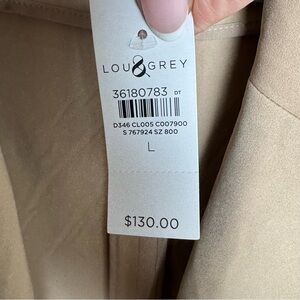 LOU & GREY
36180783 DT
D346 CL005 C007900
S 767924 SZ 800
L
$130.00